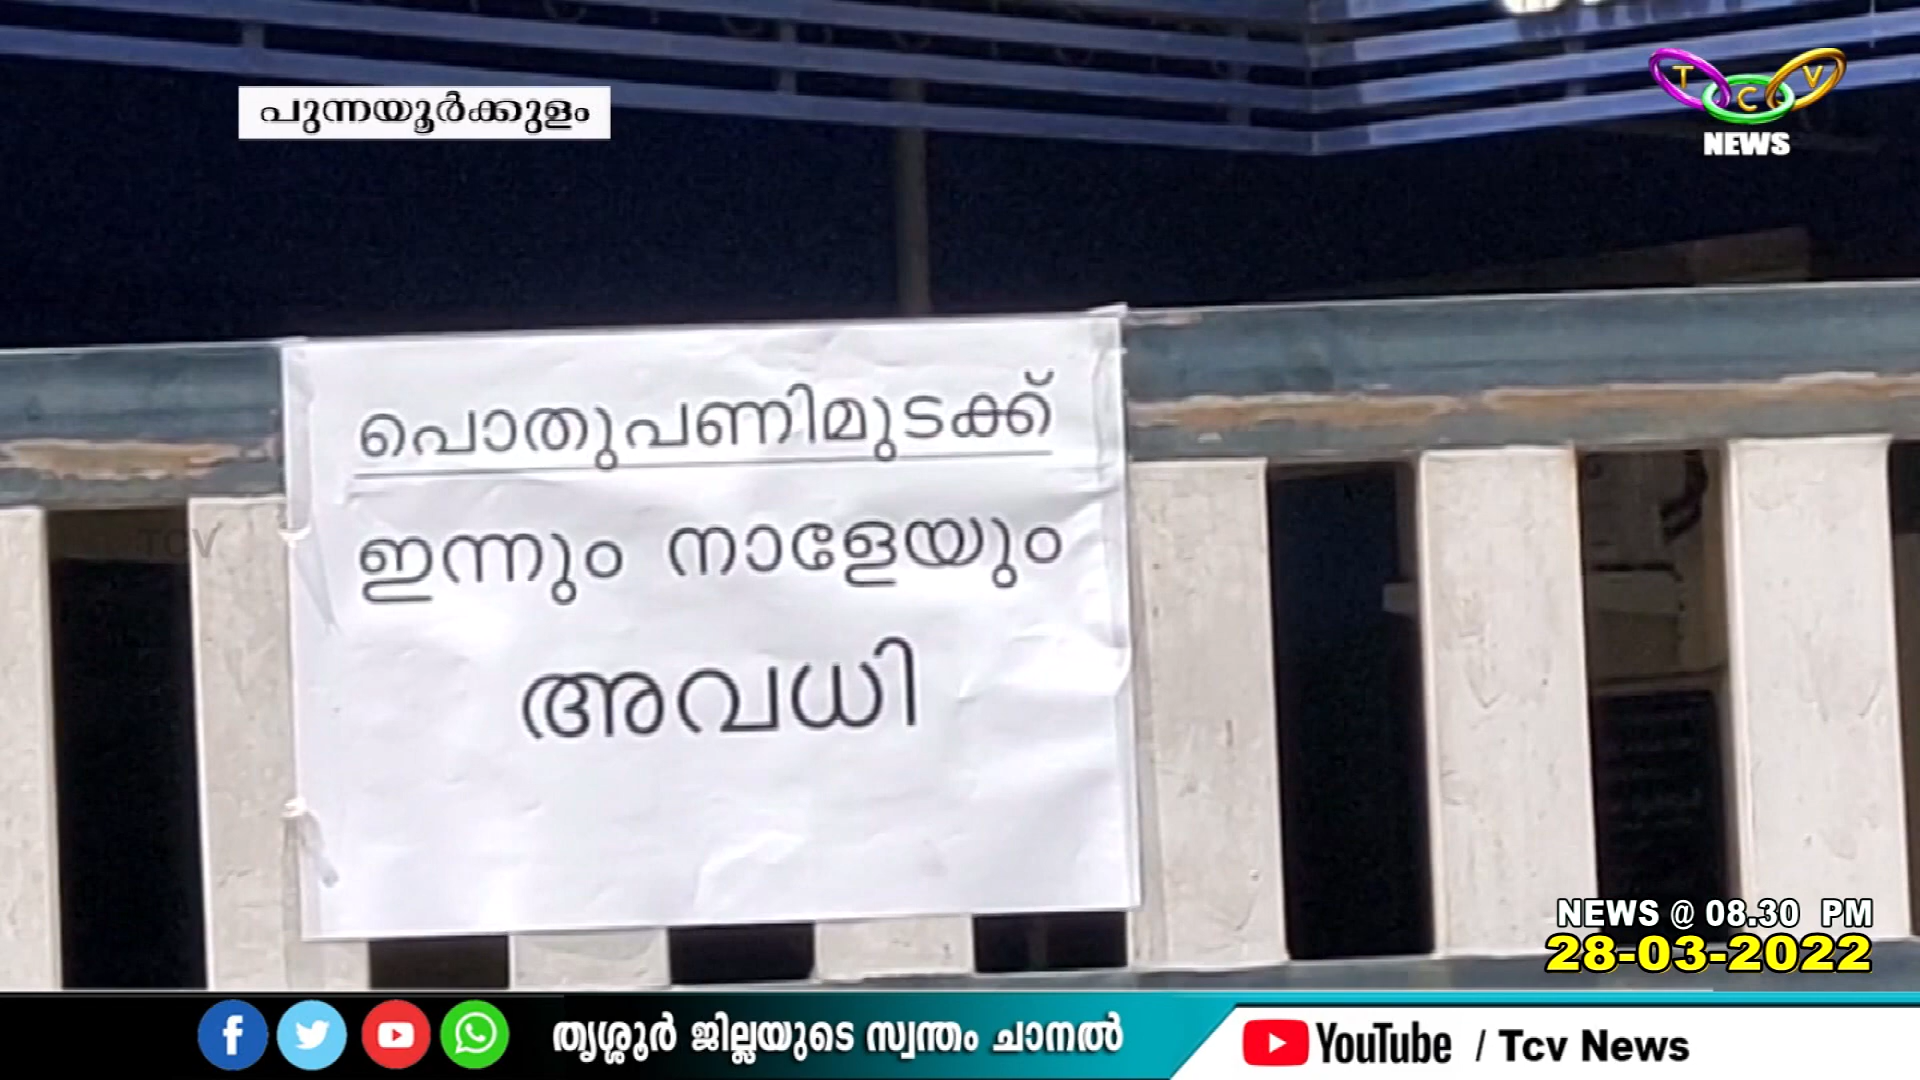 പുന്നയൂർക്കുളം
T C V
NEWS
പൊതുപണിമുടക്ക്
ഇന്നും നാളേയും
അവധി
TCV
NEWS @ 08.30 PM
28-03-2022
തൃശ്ശൂർ ജില്ലയുടെ സ്വന്തം ചാനൽ
YouTube / Tcv News